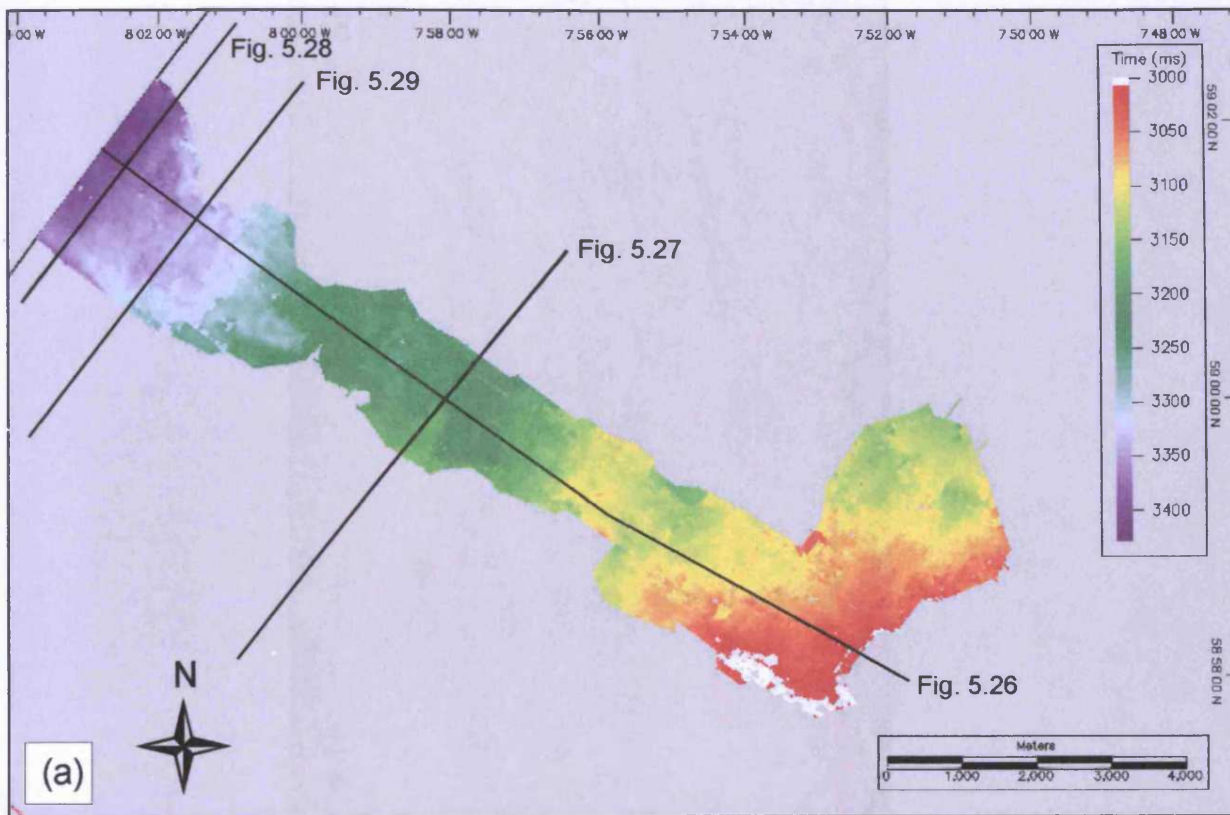 :00 W 8 02 00 W 8 00 00 W 7 58 00 W 7 56 00 W 7 54 00 W 7 52 00 W 7 50 00 W 7 48 00 W
Fig. 5.28
Fig. 5.29
Fig. 5.27
Fig. 5.26
Time (ms)
3000
3050
3100
3150
3200
3250
3300
3350
3400
59 02 00 N
59 00 00 N
58 58 00 N
N
(a)
Meters
0 1,000 2,000 3,000 4,000